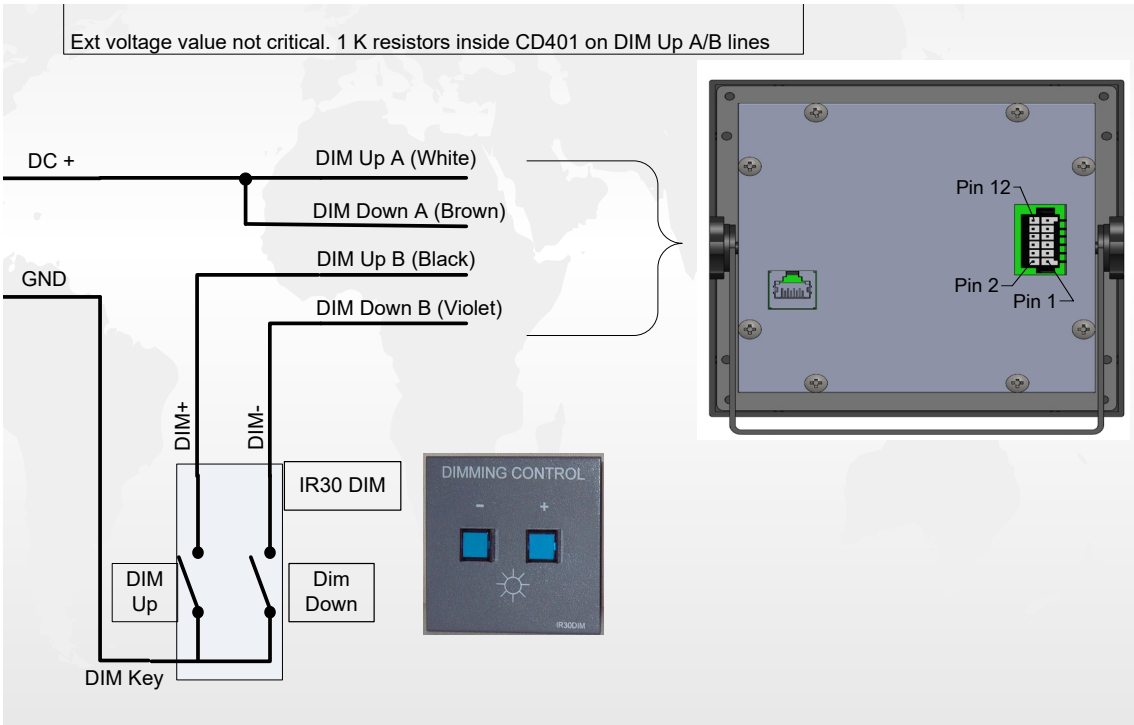 Ext voltage value not critical. 1 K resistors inside CD401 on DIM Up A/B lines
DC +
DIM Up A (White)
DIM Down A (Brown)
DIM Up B (Black)
GND
DIM Down B (Violet)
Pin 12
Pin 2
Pin 1
DIM+
DIM-
IR30 DIM
DIMMING CONTROL
- +
DIM
Up
Dim
Down
IR30DIM
DIM Key